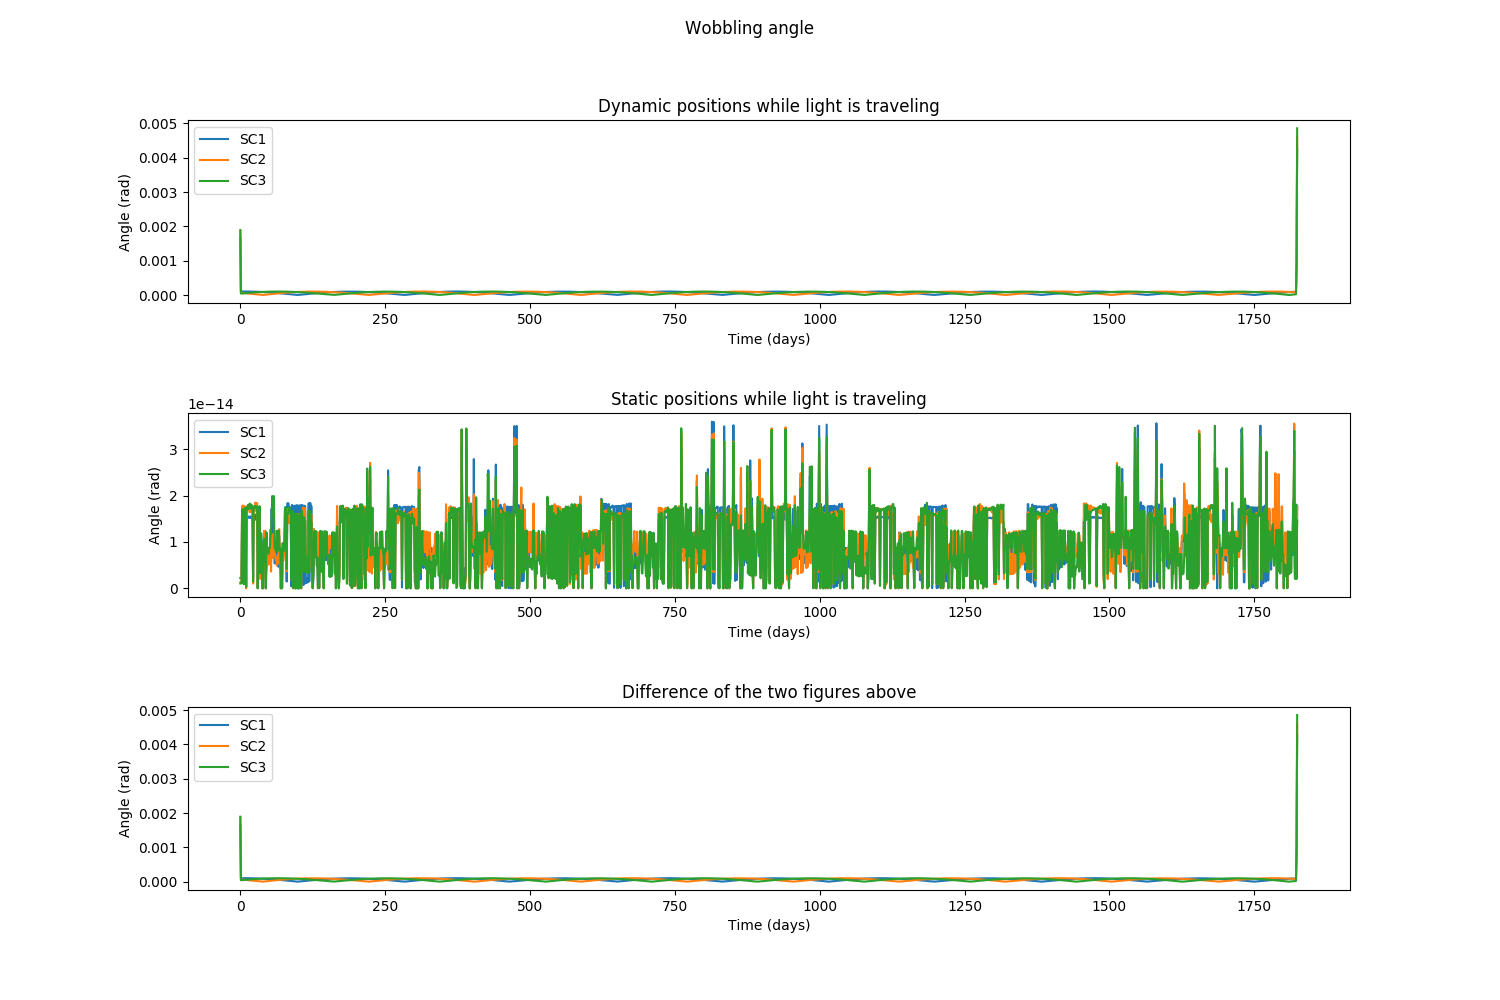 Wobbling angle
Dynamic positions while light is traveling
0.005
0.004
0.003
0.002
0.001
0.000
Angle (rad)
SC1
SC2
SC3
0 250 500 750 1000 1250 1500 1750
Time (days)
Static positions while light is traveling
1e−14
3
2
1
0
Angle (rad)
SC1
SC2
SC3
0 250 500 750 1000 1250 1500 1750
Time (days)
Difference of the two figures above
0.005
0.004
0.003
0.002
0.001
0.000
Angle (rad)
SC1
SC2
SC3
0 250 500 750 1000 1250 1500 1750
Time (days)